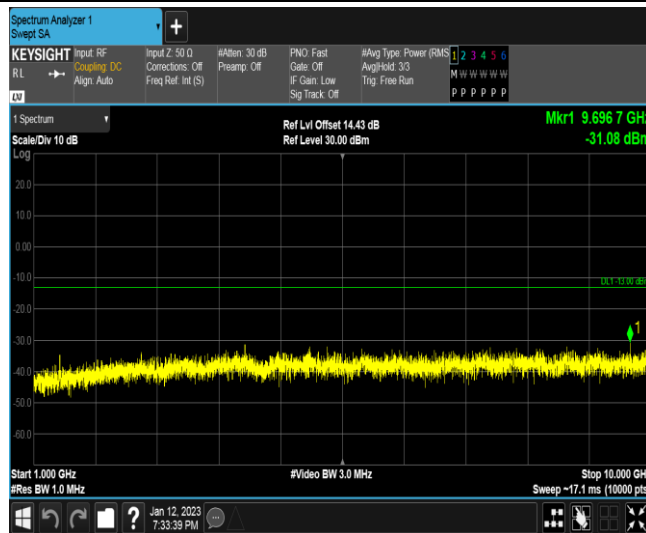 Spectrum Analyzer 1
Swept SA
+
KEYSIGHT Input: RF Input Z: 50 Ω #Atten: 30 dB PNO: Fast #Avg Type: Power (RMS 1 2 3 4 5 6
RL Coupling: DC Corrections: Off Preamp: Off Gate: Off Avg|Hold: 3/3 M W W W W W
Align: Auto Freq Ref: Int (S) IF Gain: Low Trig: Free Run
LXI Sig Track: Off P P P P P P
1 Spectrum Ref Lvl Offset 14.43 dB Mkr1 9.696 7 GHz
Scale/Div 10 dB Ref Level 30.00 dBm -31.08 dBm
Log
20.0
10.0
0.00
-10.0
DL1 -13.00 dBm
-20.0
-30.0
1
-40.0
-50.0
-60.0
Start 1.000 GHz #Video BW 3.0 MHz Stop 10.000 GHz
#Res BW 1.0 MHz Sweep ~17.1 ms (10000 pts)
? Jan 12, 2023
7:33:39 PM